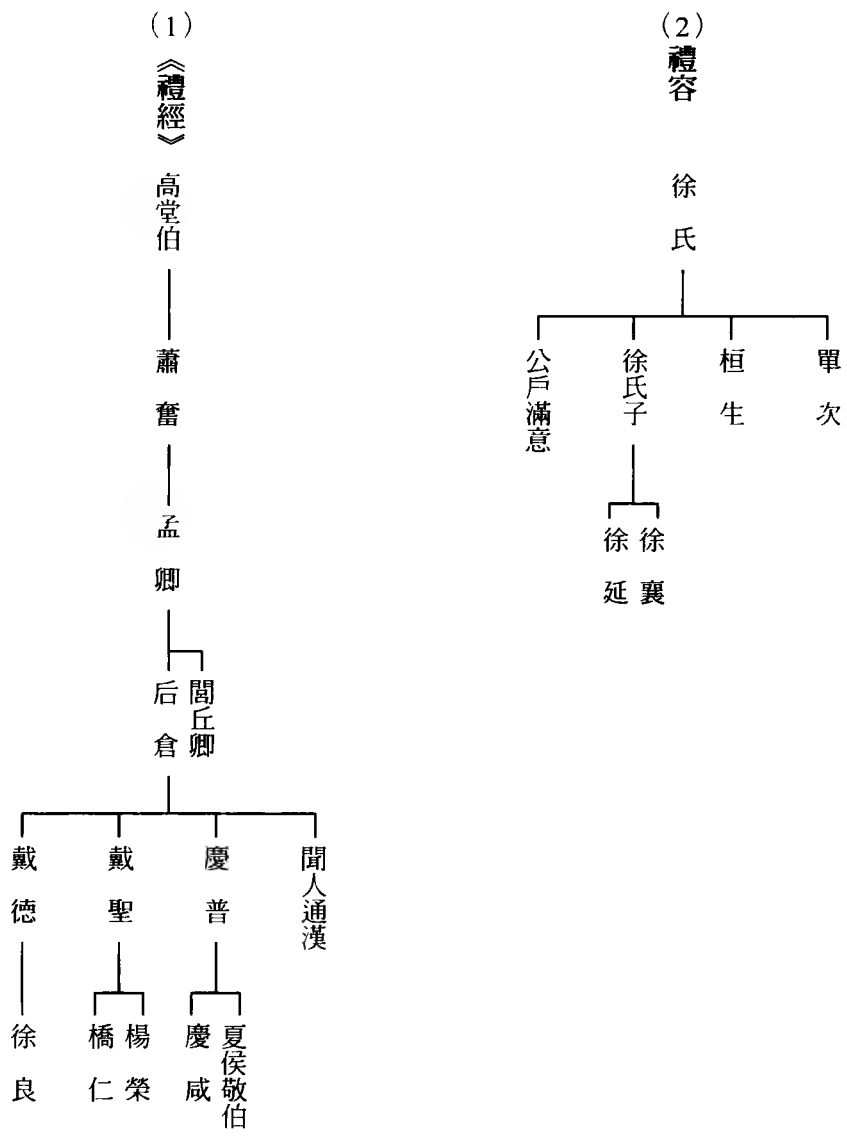 （1）
《禮經》
高堂伯
蕭奮
孟卿
后倉
閭丘卿
戴德
戴聖
慶普
聞人通漢
徐良
橋仁
楊榮
慶咸
夏侯敬伯
（2）
禮容
徐氏
公戶滿意
徐氏子
桓生
單次
徐延
徐襄